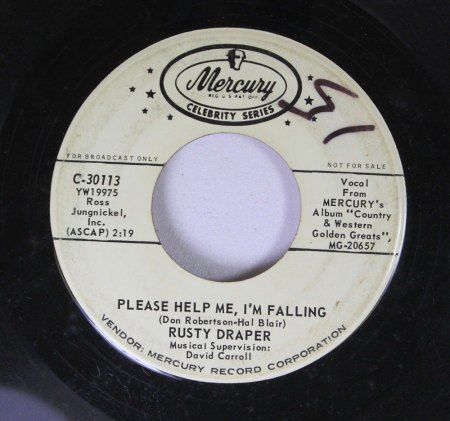 Mercury
REG. U.S. PAT. OFF.
CELEBRITY SERIES
FOR BROADCAST ONLY
NOT FOR SALE
C-30113
YW19975
Ross
Jungnickel,
Inc.
(ASCAP) 2:19
Vocal
From
MERCURY's
Album "Country
& Western
Golden Greats",
MG-20657
PLEASE HELP ME, I'M FALLING
(Don Robertson-Hal Blair)
RUSTY DRAPER
Musical Supervision:
David Carroll
VENDOR: MERCURY RECORD CORPORATION